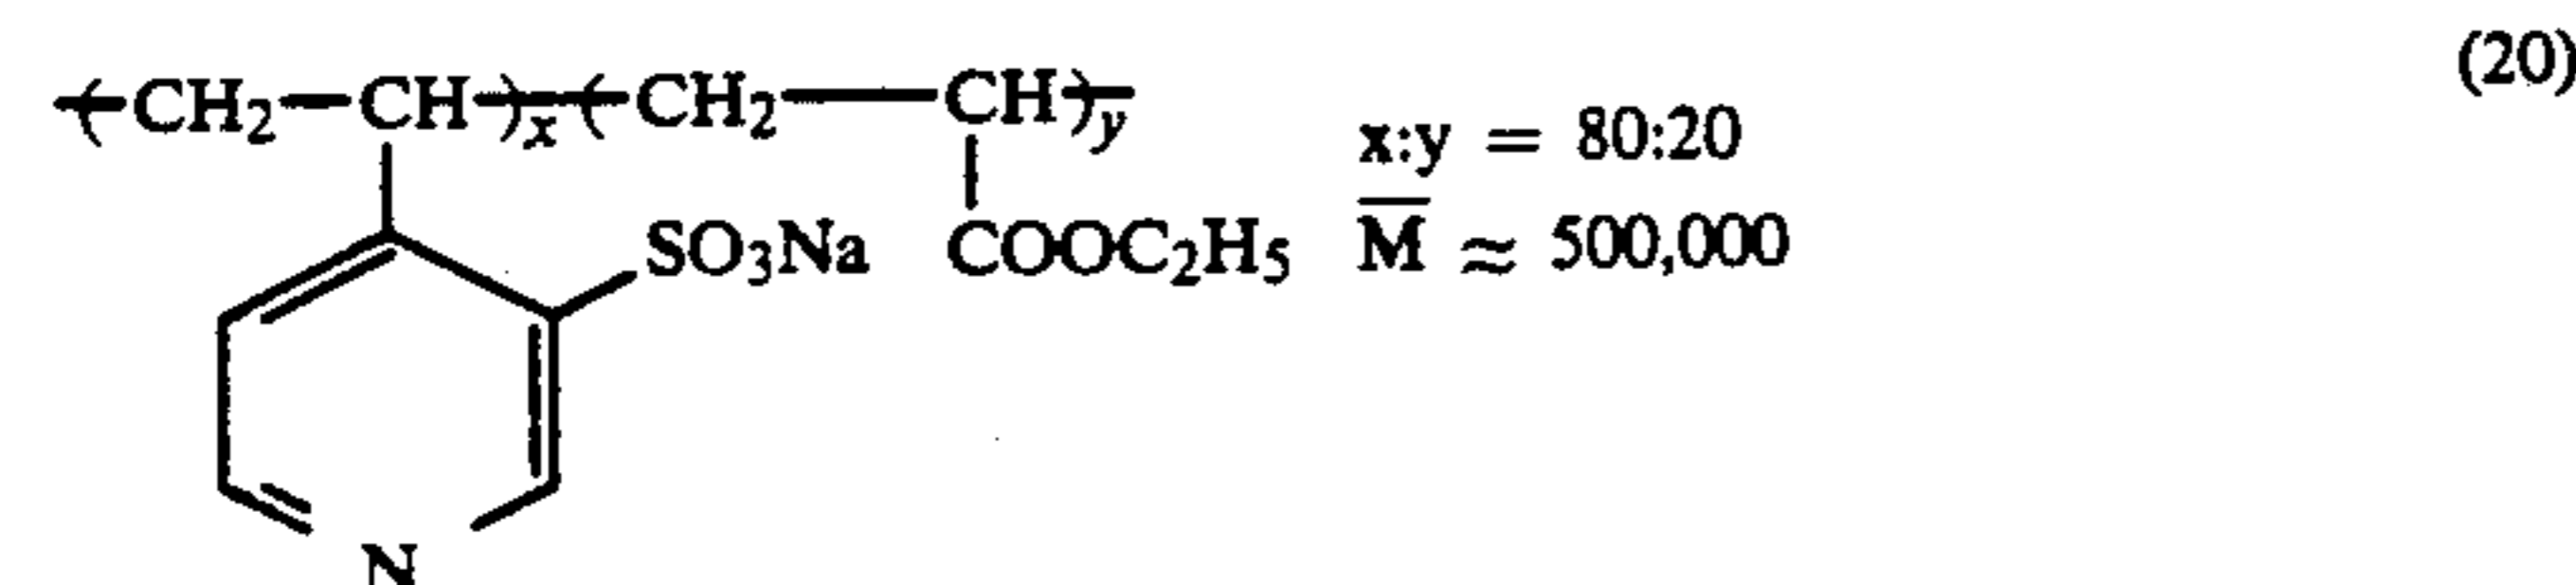 (20)
-(CH₂-CH)x-(CH₂-CH)y-
x:y = 80:20
SO₃Na COOC₂H₅ M̅ ≈ 500,000
N